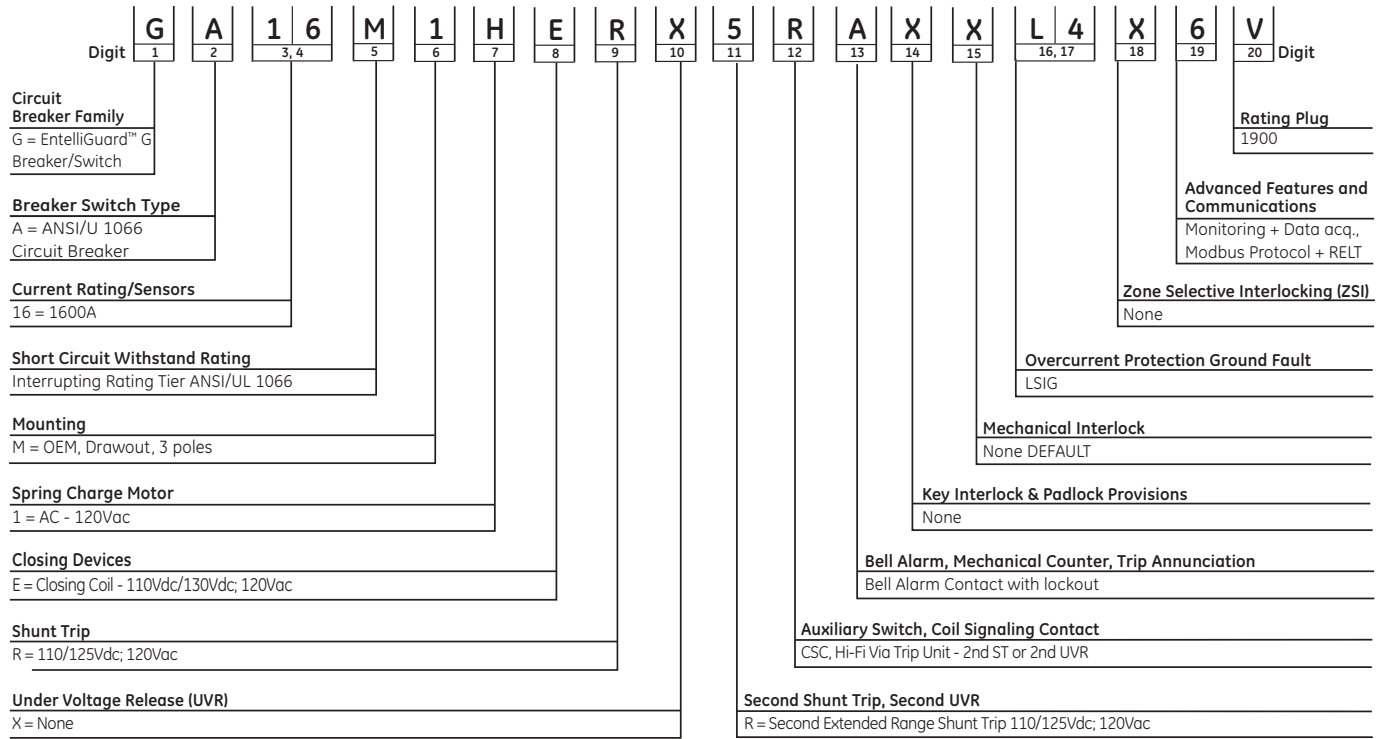 G A 1 6 M 1 H E R X 5 R A X X L 4 X 6 V
Digit 1 2 3, 4 5 6 7 8 9 10 11 12 13 14 15 16, 17 18 19 20 Digit
Circuit
Breaker Family
G = EntelliGuard™ G
Breaker/Switch
Breaker Switch Type
A = ANSI/U 1066
Circuit Breaker
Current Rating/Sensors
16 = 1600A
Short Circuit Withstand Rating
Interrupting Rating Tier ANSI/UL 1066
Mounting
M = OEM, Drawout, 3 poles
Spring Charge Motor
1 = AC - 120Vac
Closing Devices
E = Closing Coil - 110Vdc/130Vdc; 120Vac
Shunt Trip
R = 110/125Vdc; 120Vac
Under Voltage Release (UVR)
X = None
Rating Plug
1900
Advanced Features and
Communications
Monitoring + Data acq.,
Modbus Protocol + RELT
Zone Selective Interlocking (ZSI)
None
Overcurrent Protection Ground Fault
LSIG
Mechanical Interlock
None DEFAULT
Key Interlock & Padlock Provisions
None
Bell Alarm, Mechanical Counter, Trip Annunciation
Bell Alarm Contact with lockout
Auxiliary Switch, Coil Signaling Contact
CSC, Hi-Fi Via Trip Unit - 2nd ST or 2nd UVR
Second Shunt Trip, Second UVR
R = Second Extended Range Shunt Trip 110/125Vdc; 120Vac